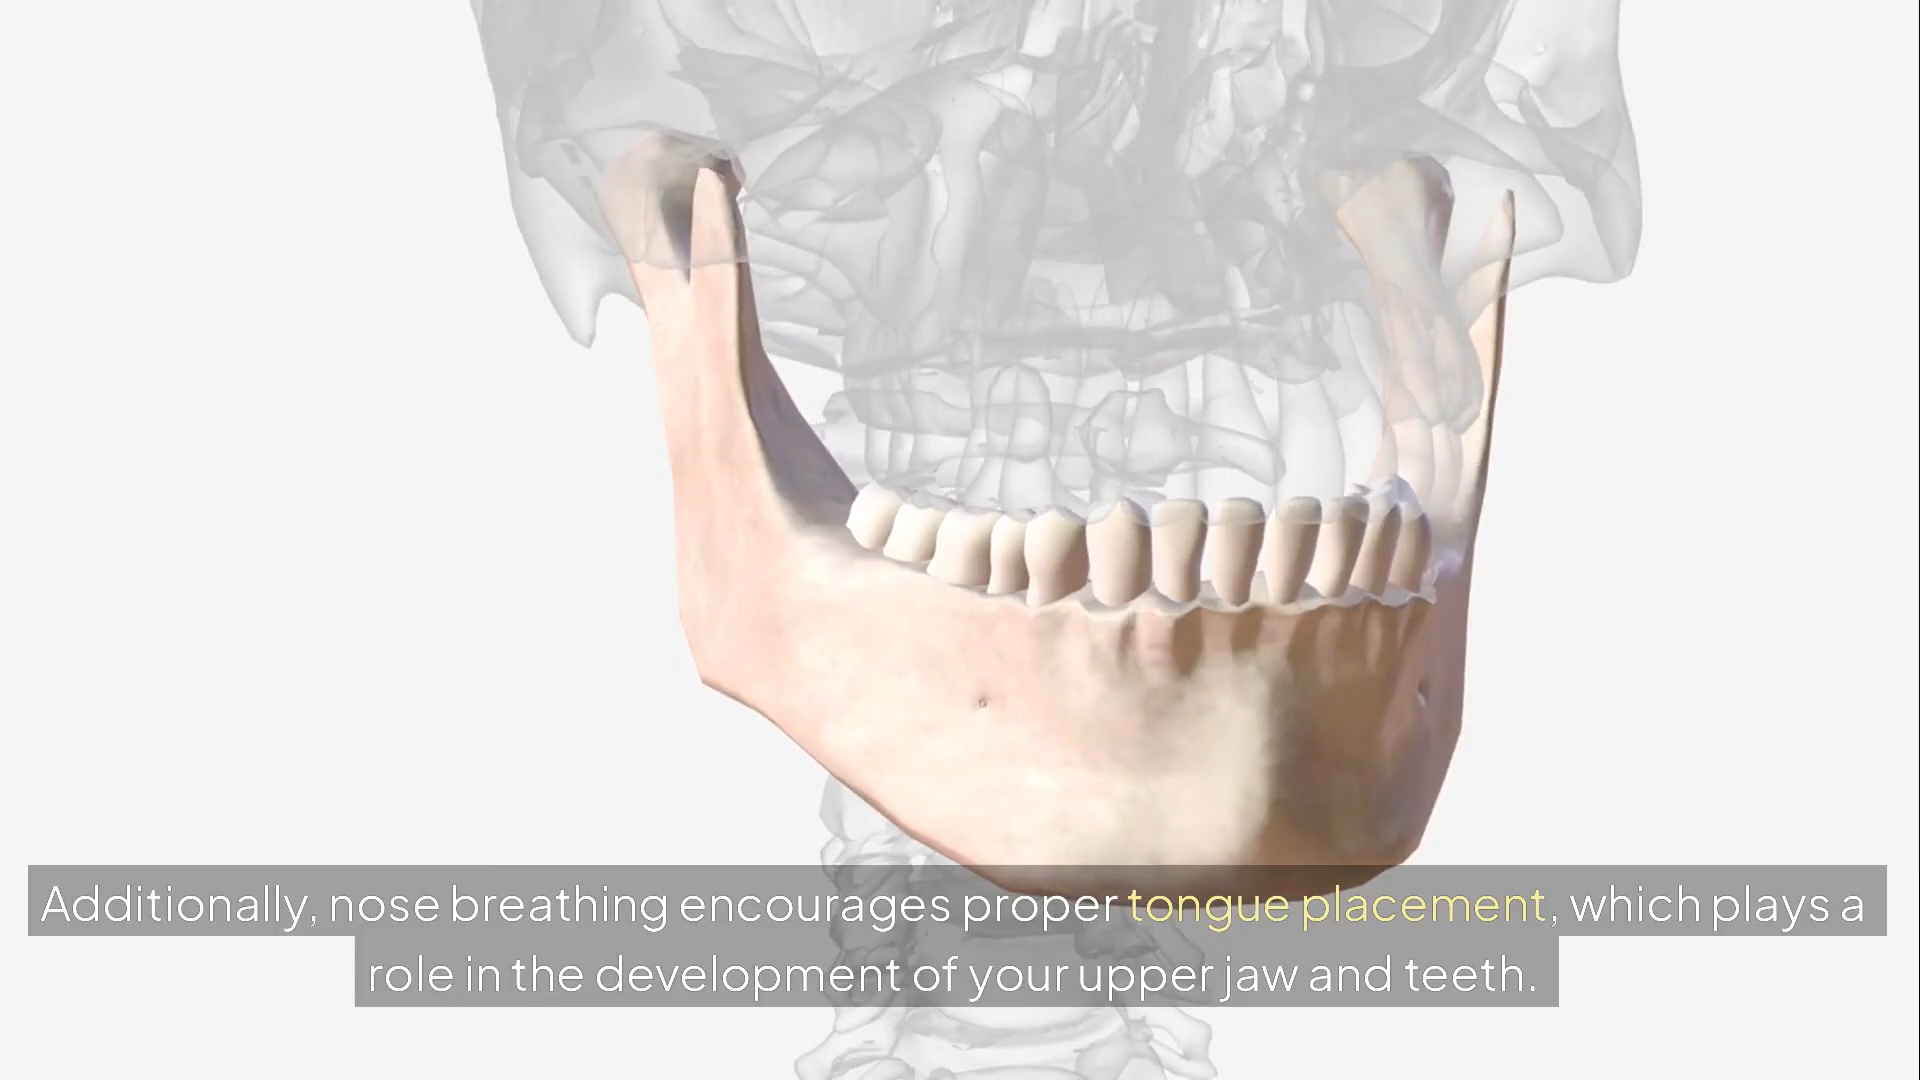 Additionally, nose breathing encourages proper tongue placement, which plays a
role in the development of your upper jaw and teeth.